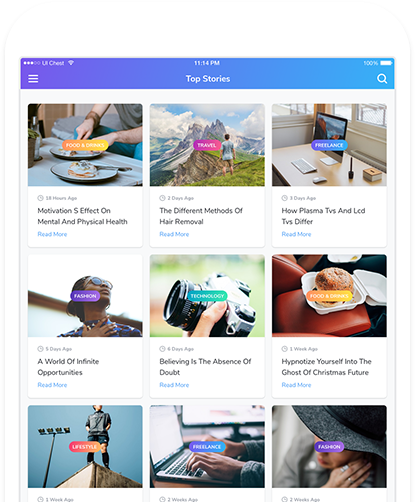 UI Chest 11:14 PM 100%
Top Stories
FOOD & DRINKS TRAVEL FREELANCE
18 Hours Ago 2 Days Ago 3 Days Ago
Motivation S Effect On The Different Methods Of How Plasma Tvs And Lcd
Mental And Physical Health Hair Removal Tvs Differ
Read More Read More Read More
FASHION TECHNOLOGY FOOD & DRINKS
5 Days Ago 6 Days Ago 1 Week Ago
A World Of Infinite Believing Is The Absence Of Hypnotize Yourself Into The
Opportunities Doubt Ghost Of Christmas Future
Read More Read More Read More
LIFESTYLE FREELANCE FASHION
1 Week Ago 2 Weeks Ago 2 Weeks Ago